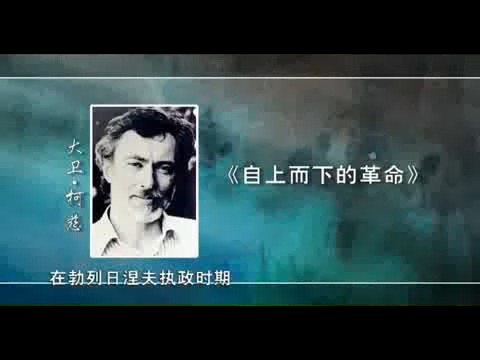 大卫·柯兹
《自上而下的革命》
在勃列日涅夫执政时期